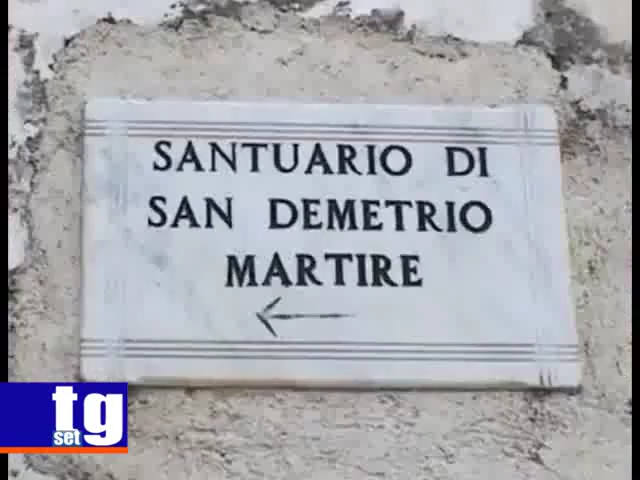 SANTUARIO DI
SAN DEMETRIO
MARTIRE
tg
set